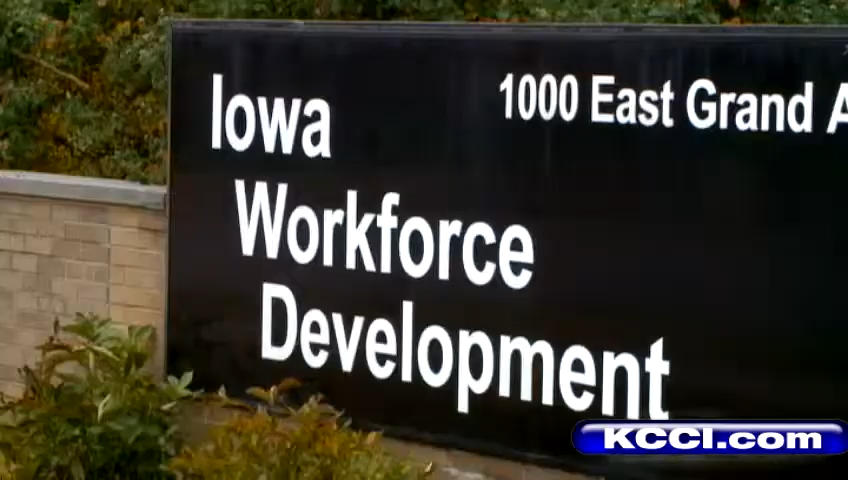 1000 East Grand A
Iowa
Workforce
Development
KCCI.com